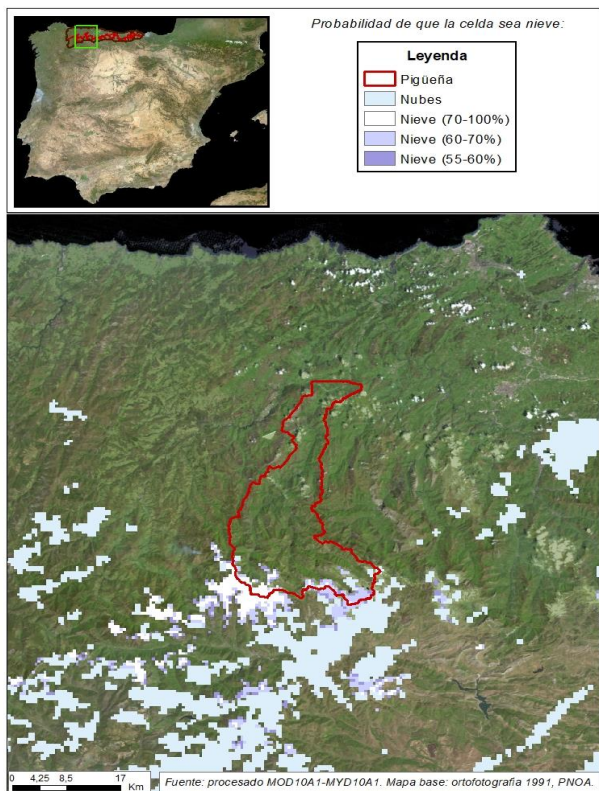 Probabilidad de que la celda sea nieve:
Leyenda
Pigüeña
Nubes
Nieve (70-100%)
Nieve (60-70%)
Nieve (55-60%)
0 4,25 8,5 17
Km
Fuente: procesado MOD10A1-MYD10A1. Mapa base: ortofotografia 1991, PNOA.